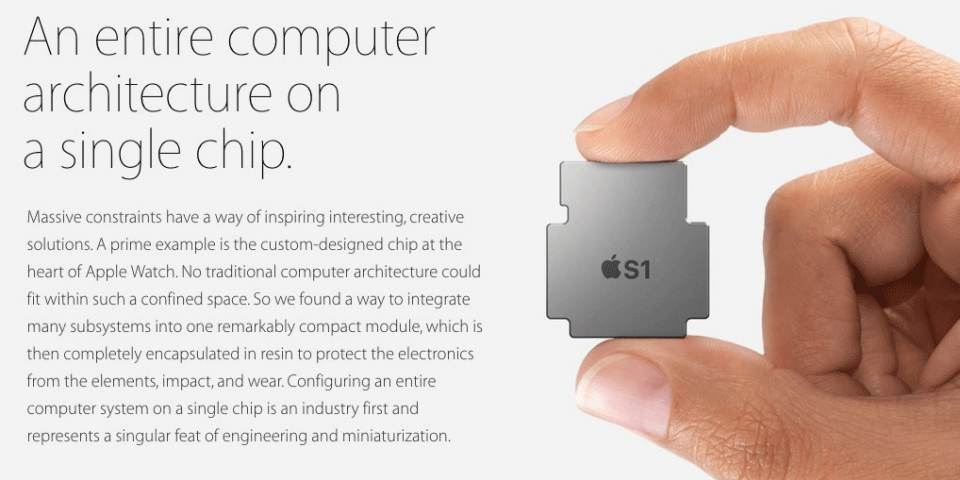 An entire computer
architecture on
a single chip.
Massive constraints have a way of inspiring interesting, creative
solutions. A prime example is the custom-designed chip at the
heart of Apple Watch. No traditional computer architecture could
fit within such a confined space. So we found a way to integrate
many subsystems into one remarkably compact module, which is
then completely encapsulated in resin to protect the electronics
from the elements, impact, and wear. Configuring an entire
computer system on a single chip is an industry first and
represents a singular feat of engineering and miniaturization.
S1